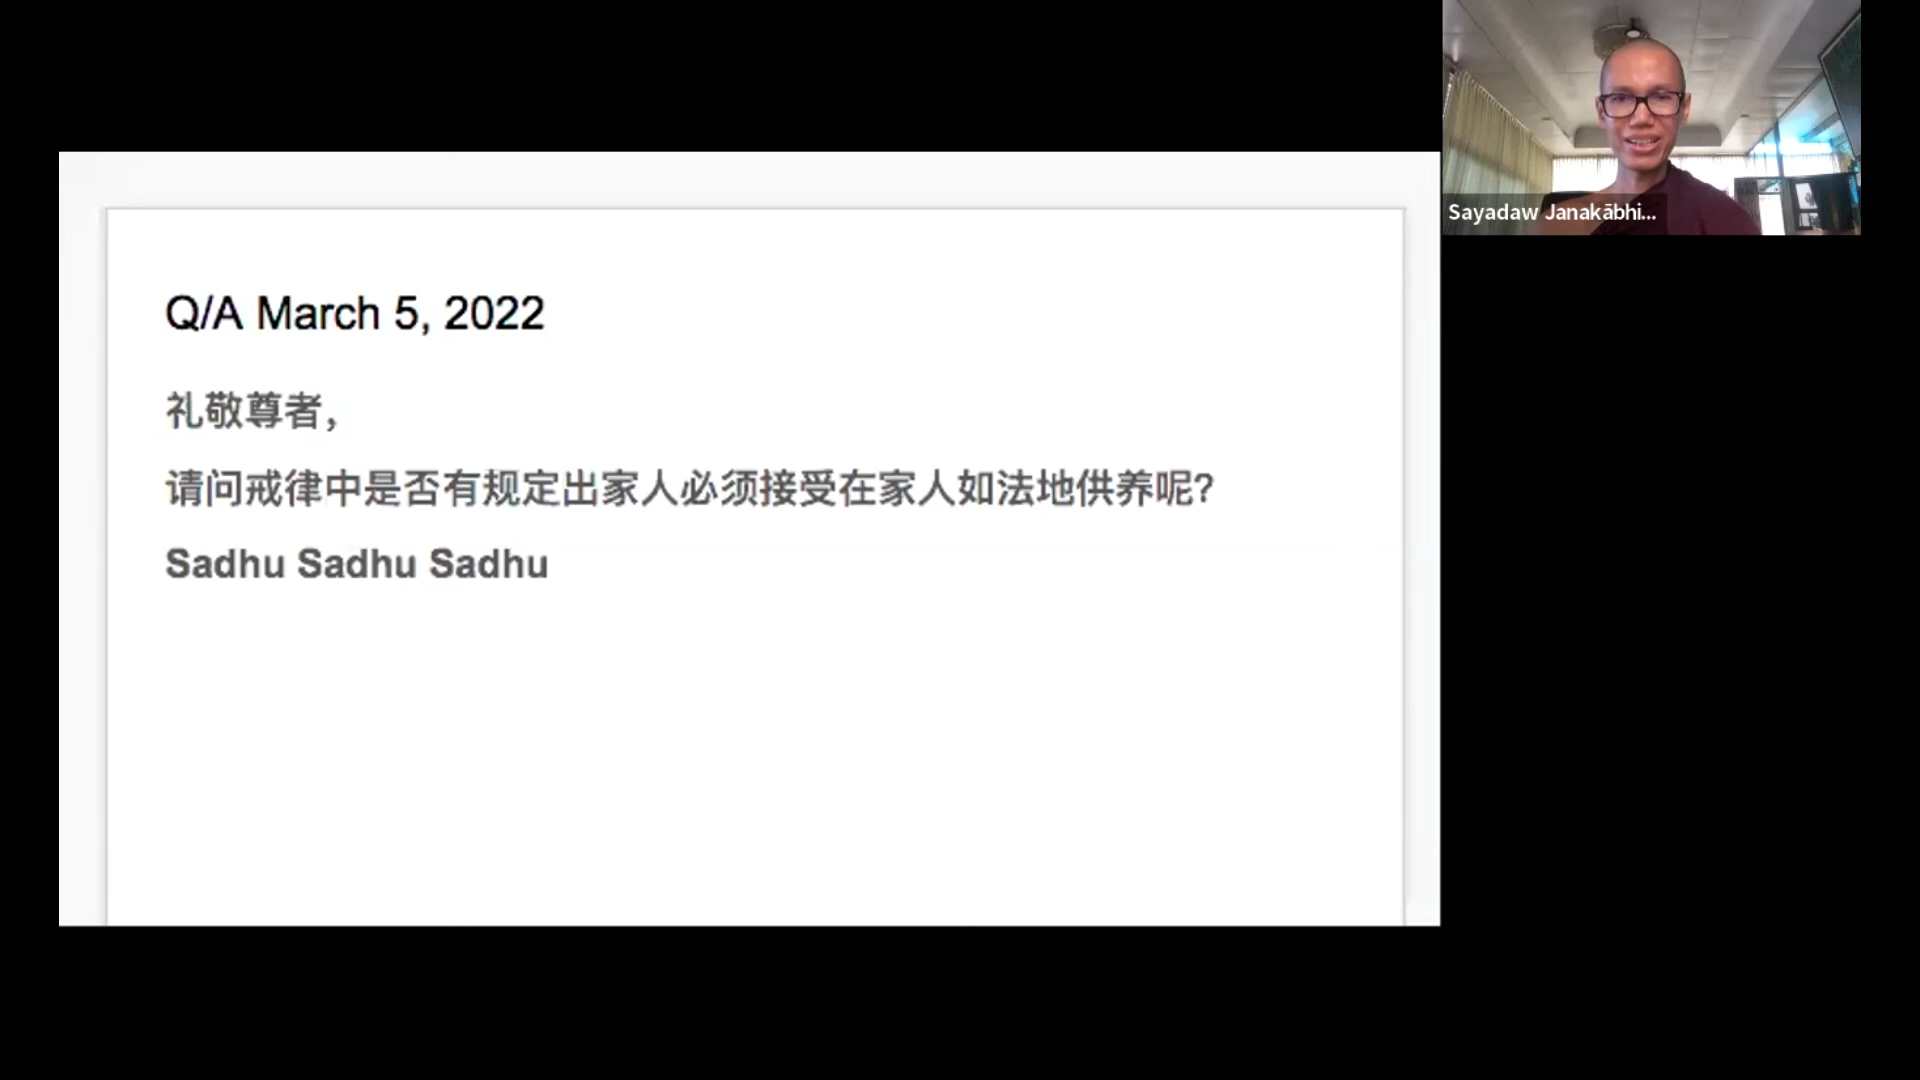 Q/A March 5, 2022
礼敬尊者，
请问戒律中是否有规定出家人必须接受在家人如法地供养呢?
Sadhu Sadhu Sadhu
Sayadaw Janakābhi...